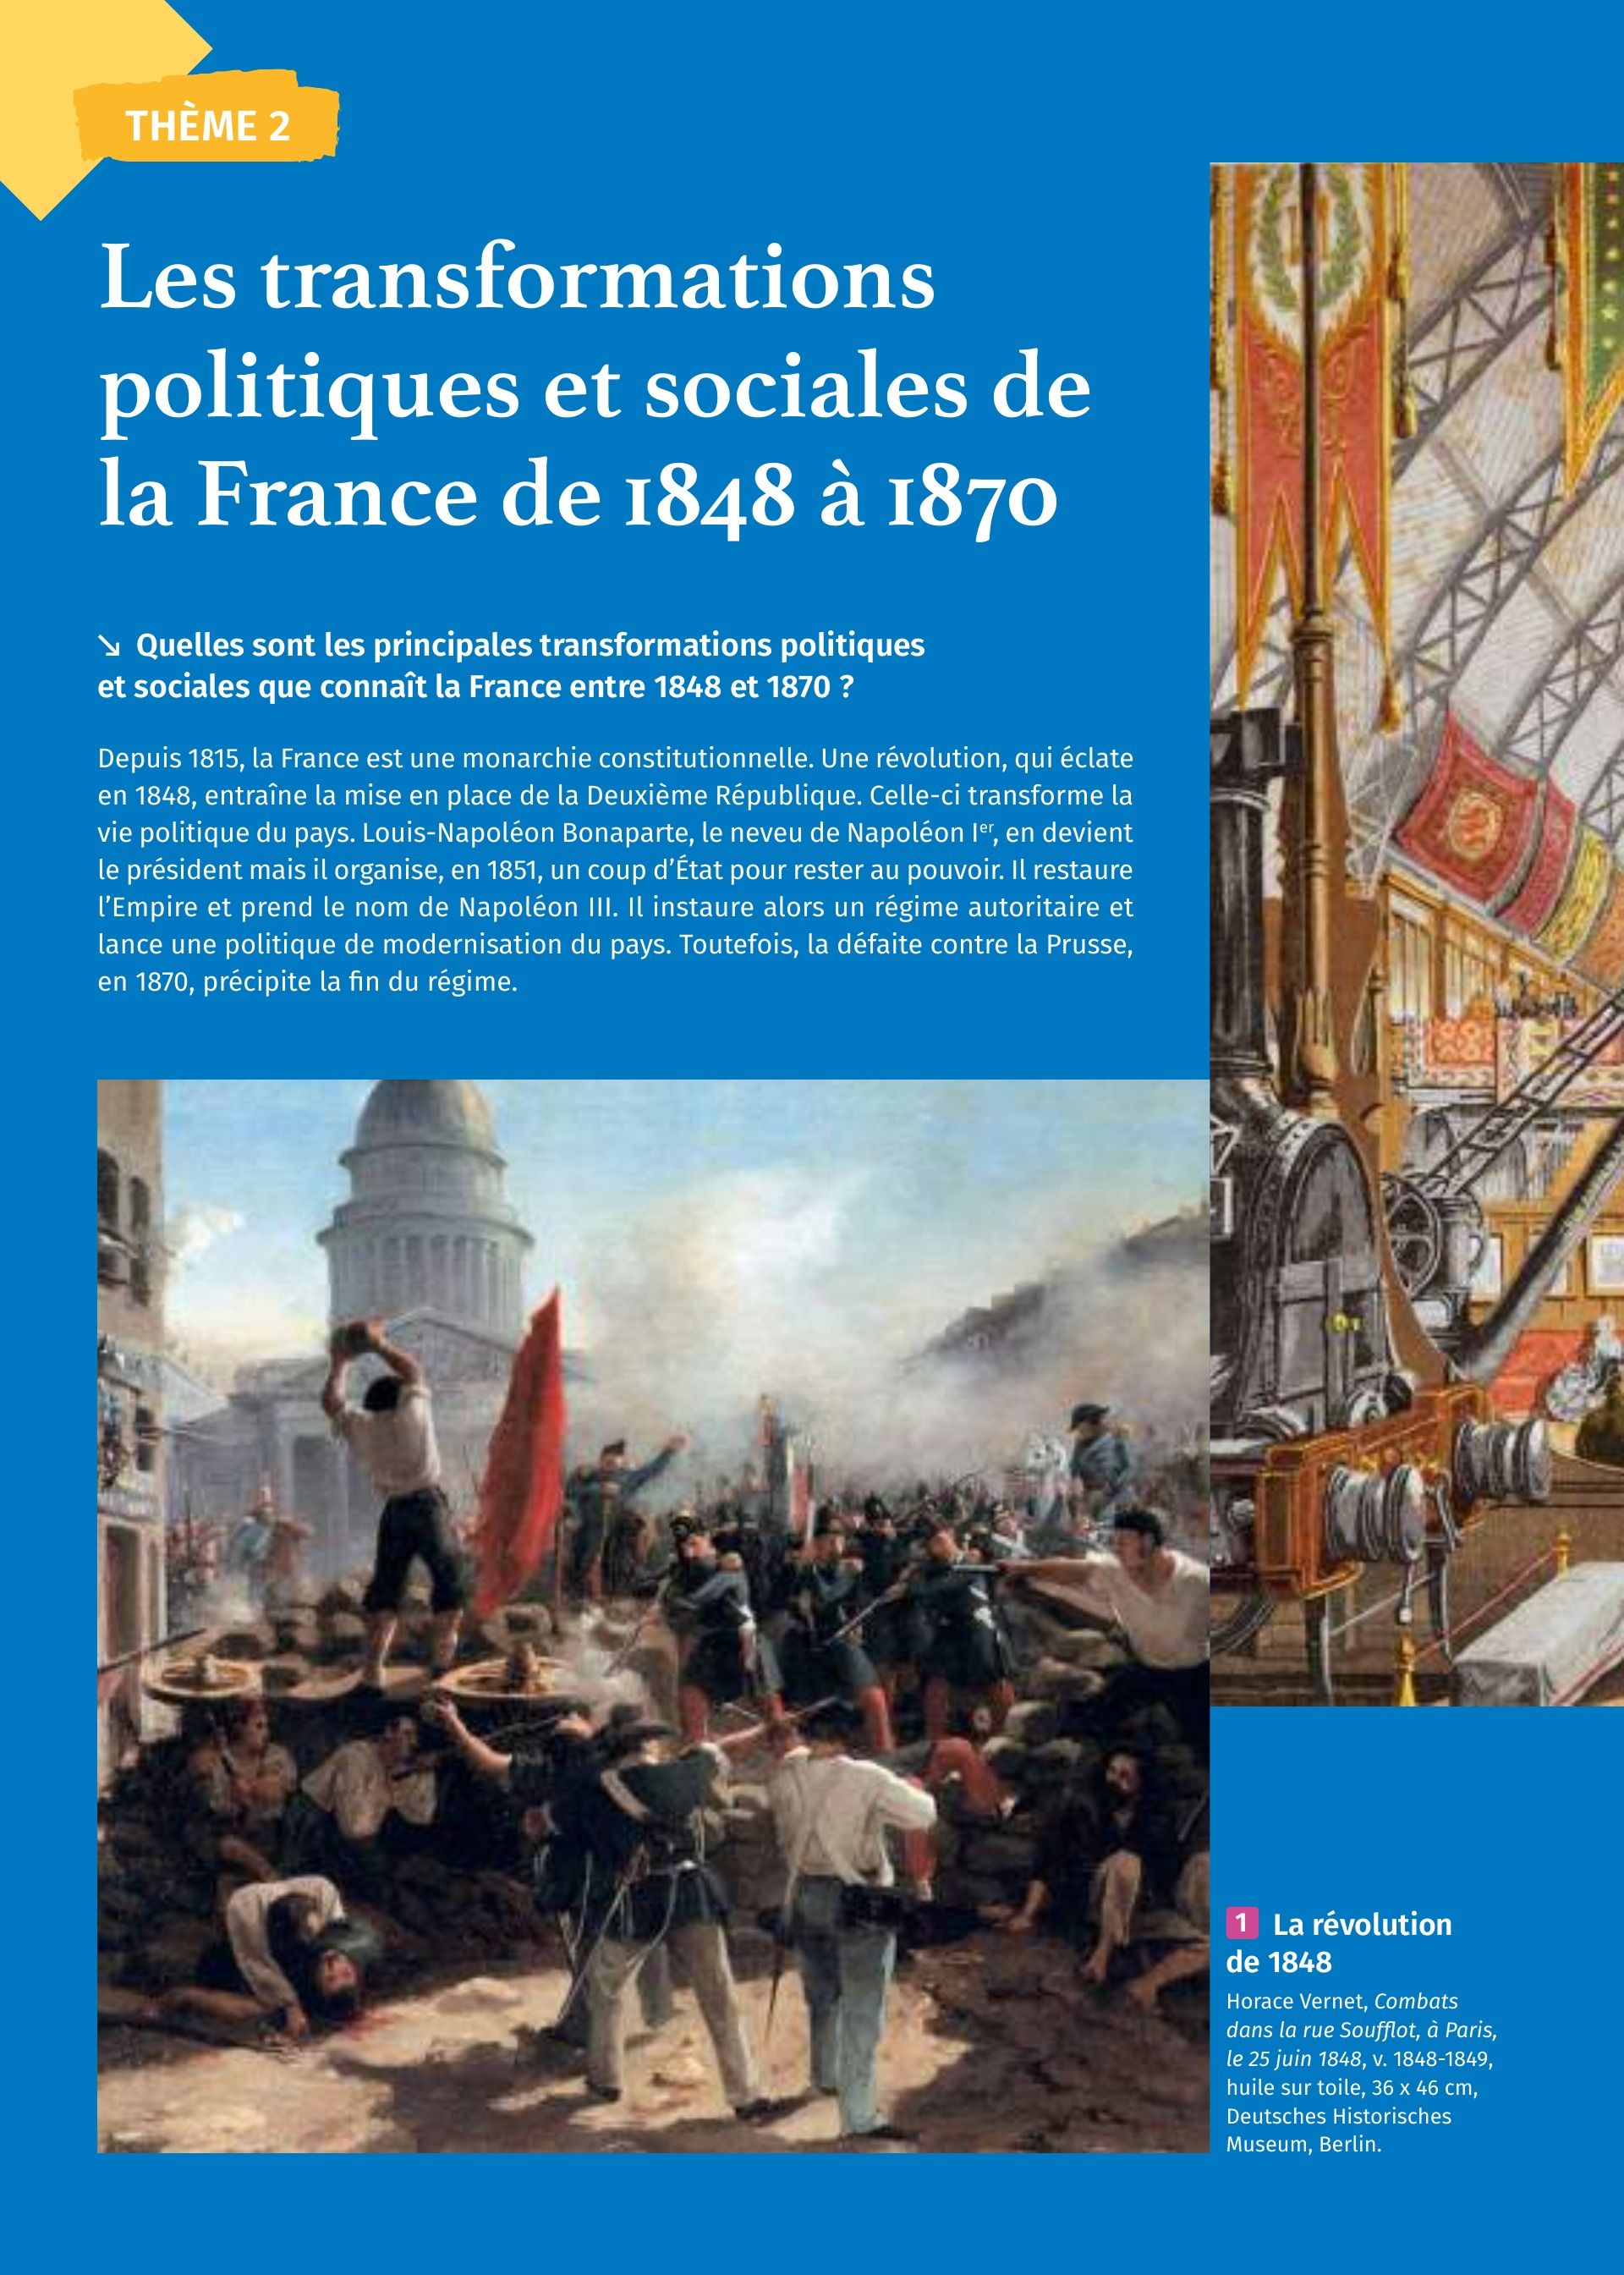 THÈME 2
Les transformations
politiques et sociales de
la France de 1848 à 1870
↘ Quelles sont les principales transformations politiques
et sociales que connaît la France entre 1848 et 1870 ?
Depuis 1815, la France est une monarchie constitutionnelle. Une révolution, qui éclate
en 1848, entraîne la mise en place de la Deuxième République. Celle-ci transforme la
vie politique du pays. Louis-Napoléon Bonaparte, le neveu de Napoléon Ier, en devient
le président mais il organise, en 1851, un coup d’État pour rester au pouvoir. Il restaure
l’Empire et prend le nom de Napoléon III. Il instaure alors un régime autoritaire et
lance une politique de modernisation du pays. Toutefois, la défaite contre la Prusse,
en 1870, précipite la fin du régime.
1 La révolution
de 1848
Horace Vernet, Combats
dans la rue Soufflot, à Paris,
le 25 juin 1848, v. 1848-1849,
huile sur toile, 36 x 46 cm,
Deutsches Historisches
Museum, Berlin.